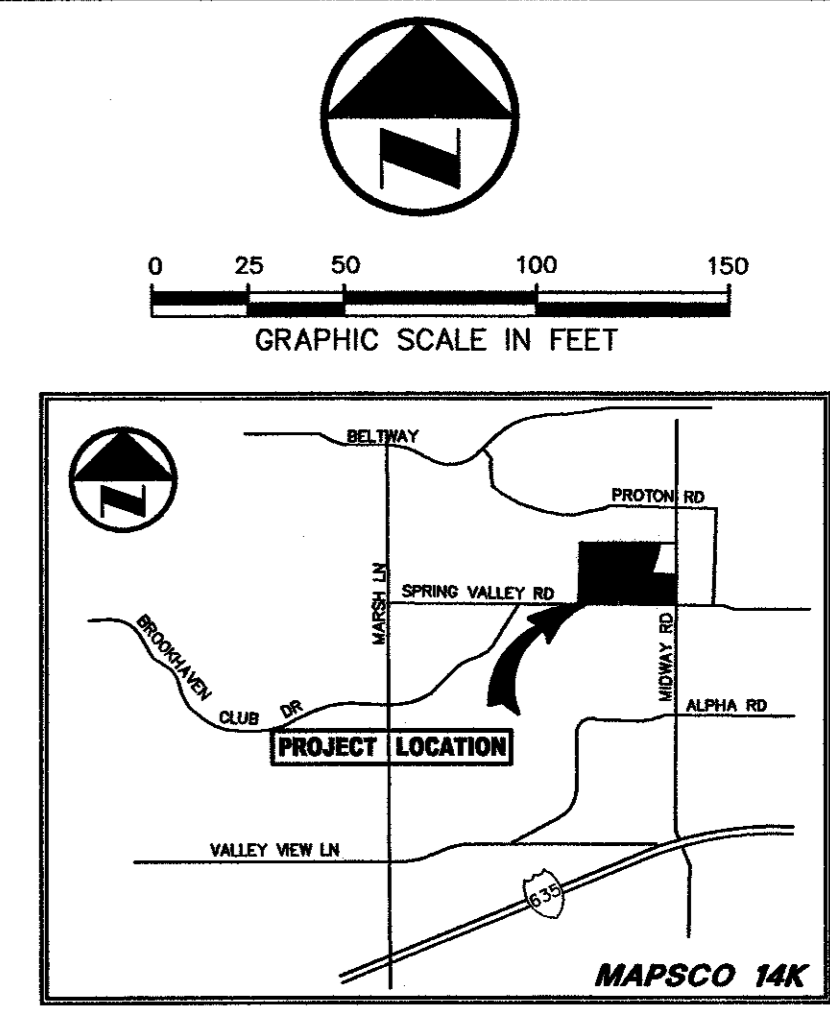 N
0 25 50 100 150
GRAPHIC SCALE IN FEET
BELTWAY
N
PROTON RD
MARSH LN
SPRING VALLEY RD
BROOKHAVEN
CLUB DR
MIDWAY RD
ALPHA RD
PROJECT LOCATION
VALLEY VIEW LN
635
MAPSCO 14K